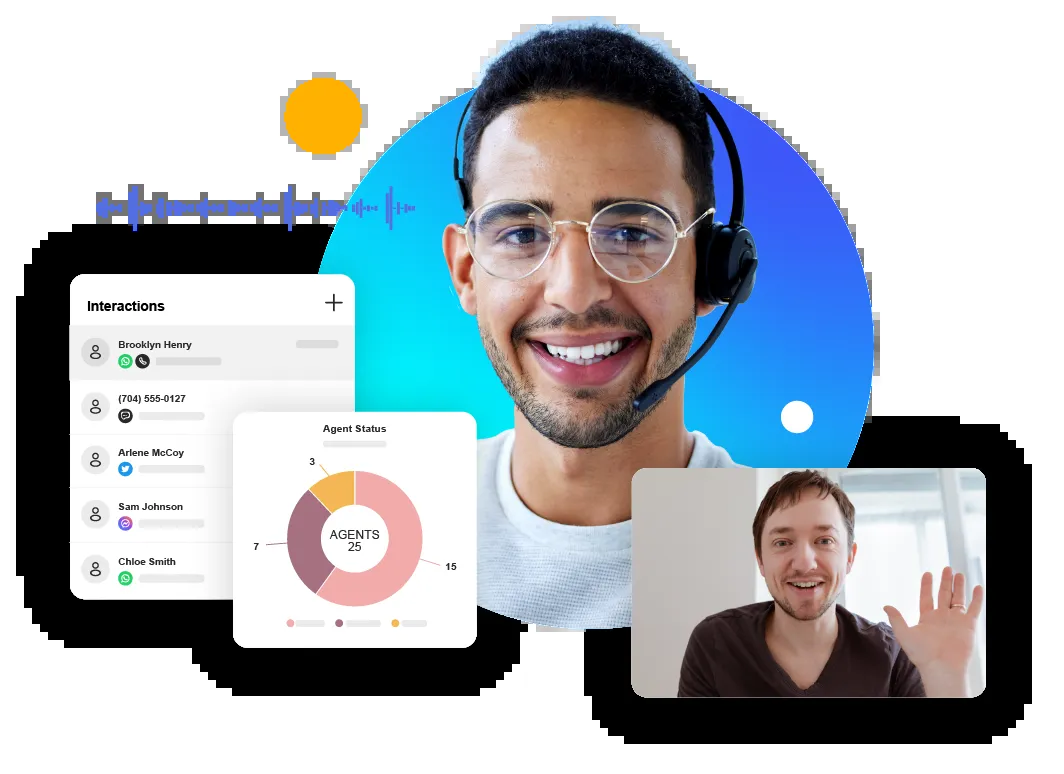 Interactions
Brooklyn Henry
(704) 555-0127
Arlene McCoy
Sam Johnson
Chloe Smith
Agent Status
3
7
AGENTS
25
15